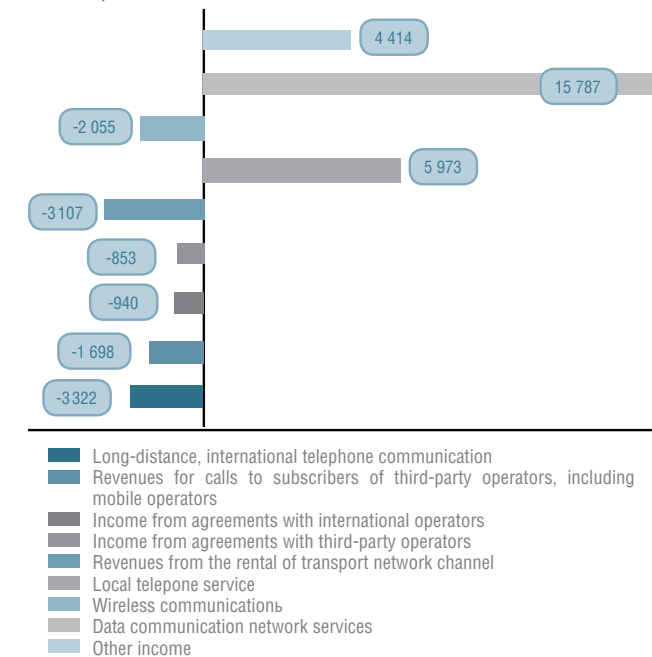 4 414
15 787
-2 055
5 973
-3107
-853
-940
-1 698
-3322
Long-distance, international telephone communication
Revenues for calls to subscribers of third-party operators, including
mobile operators
Income from agreements with international operators
Income from agreements with third-party operators
Revenues from the rental of transport network channel
Local telepone service
Wireless communicationь
Data communication network services
Other income